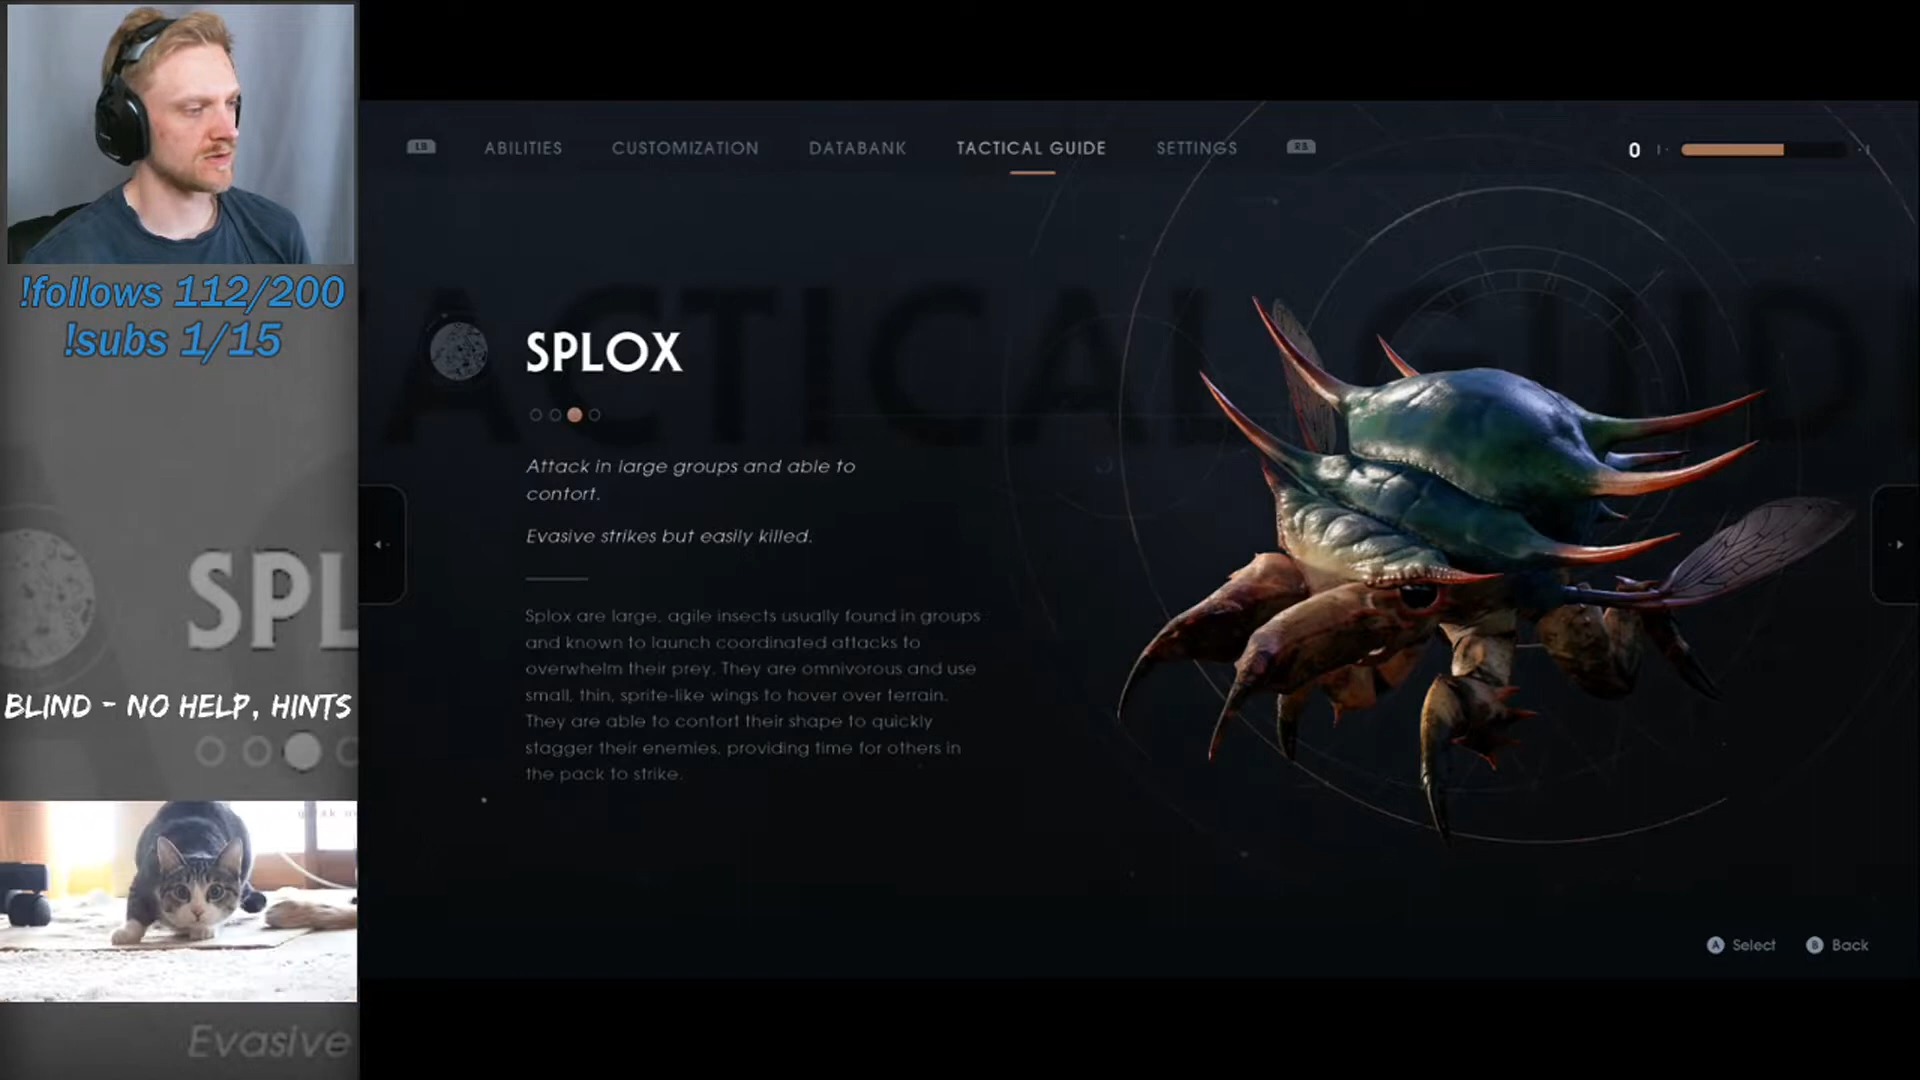 !follows 112/200
!subs 1/15
SPL
BLIND - NO HELP, HINTS
Evasive
LB ABILITIES CUSTOMIZATION DATABANK TACTICAL GUIDE SETTINGS RB 0
ACTICAL GUID
SPLOX
Attack in large groups and able to
contort.
Evasive strikes but easily killed.
Splox are large, agile insects usually found in groups
and known to launch coordinated attacks to
overwhelm their prey. They are omnivorous and use
small, thin, sprite-like wings to hover over terrain.
They are able to contort their shape to quickly
stagger their enemies, providing time for others in
the pack to strike.
A Select B Back